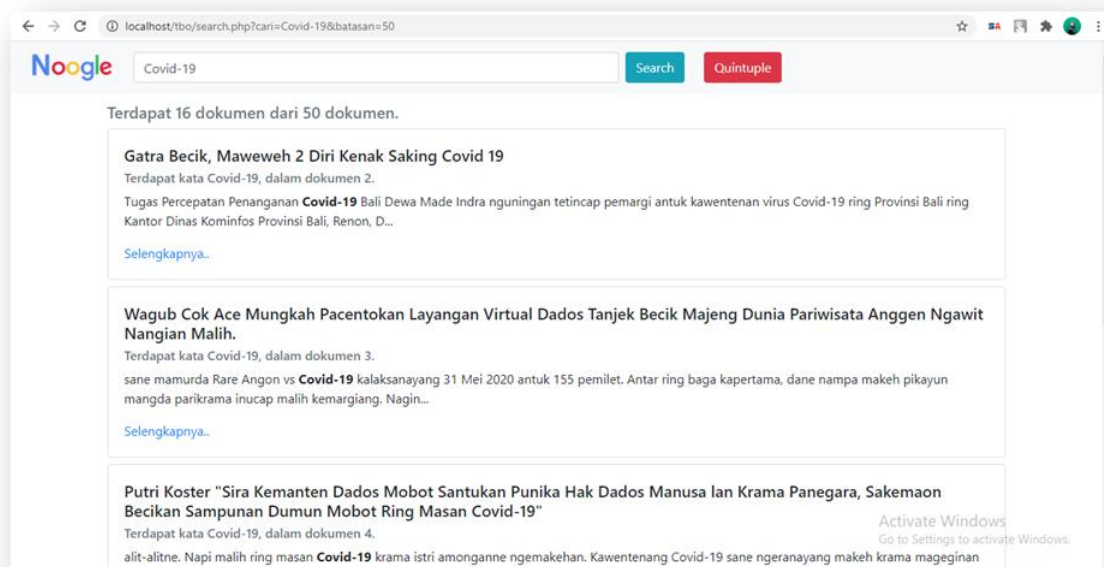 localhost/tbo/search.php?cari=Covid-19&batasan=50
Noogle
Covid-19
Search
Quintuple
Terdapat 16 dokumen dari 50 dokumen.
Gatra Becik, Maweweh 2 Diri Kenak Saking Covid 19
Terdapat kata Covid-19, dalam dokumen 2.
Tugas Percepatan Penanganan Covid-19 Bali Dewa Made Indra nguningan tetincap pemargi antuk kawentenan virus Covid-19 ring Provinsi Bali ring
Kantor Dinas Kominfos Provinsi Bali, Renon, D...
Selengkapnya..
Wagub Cok Ace Mungkah Pacentokan Layangan Virtual Dados Tanjek Becik Majeng Dunia Pariwisata Anggen Ngawit
Nangian Malih.
Terdapat kata Covid-19, dalam dokumen 3.
sane mamurda Rare Angon vs Covid-19 kalaksanayang 31 Mei 2020 antuk 155 pemilet. Antar ring baga kapertama, dane nampa makeh pikayun
mangda parikrama inucap malih kemargiang. Nagin...
Selengkapnya..
Putri Koster "Sira Kemanten Dados Mobot Santukan Punika Hak Dados Manusa lan Krama Panegara, Sakemaon
Becikan Sampunan Dumun Mobot Ring Masan Covid-19"
Terdapat kata Covid-19, dalam dokumen 4.
alit-alitne. Napi malih ring masan Covid-19 krama istri amonganne ngemakehan. Kawentenang Covid-19 sane ngeranayang makeh krama mageginan
Activate Windows
Go to Settings to activate Windows.